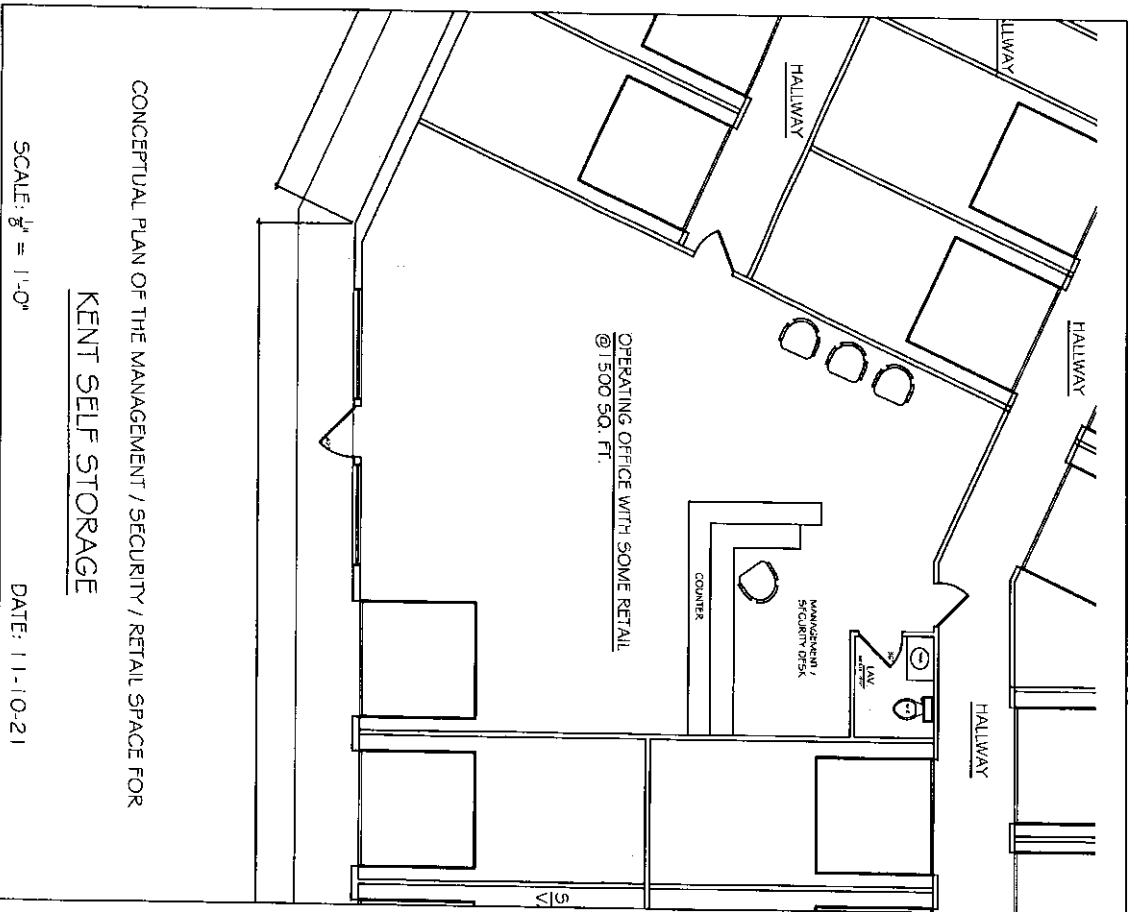 LLWAY
HALLWAY
HALLWAY
HALLWAY
OPERATING OFFICE WITH SOME RETAIL
@1500 SQ. FT.
MANAGEMENT /
SECURITY DESK
COUNTER
LAV
CONCEPTUAL PLAN OF THE MANAGEMENT / SECURITY / RETAIL SPACE FOR
KENT SELF STORAGE
SCALE: 1/8" = 1'-0"
DATE: 11-10-21